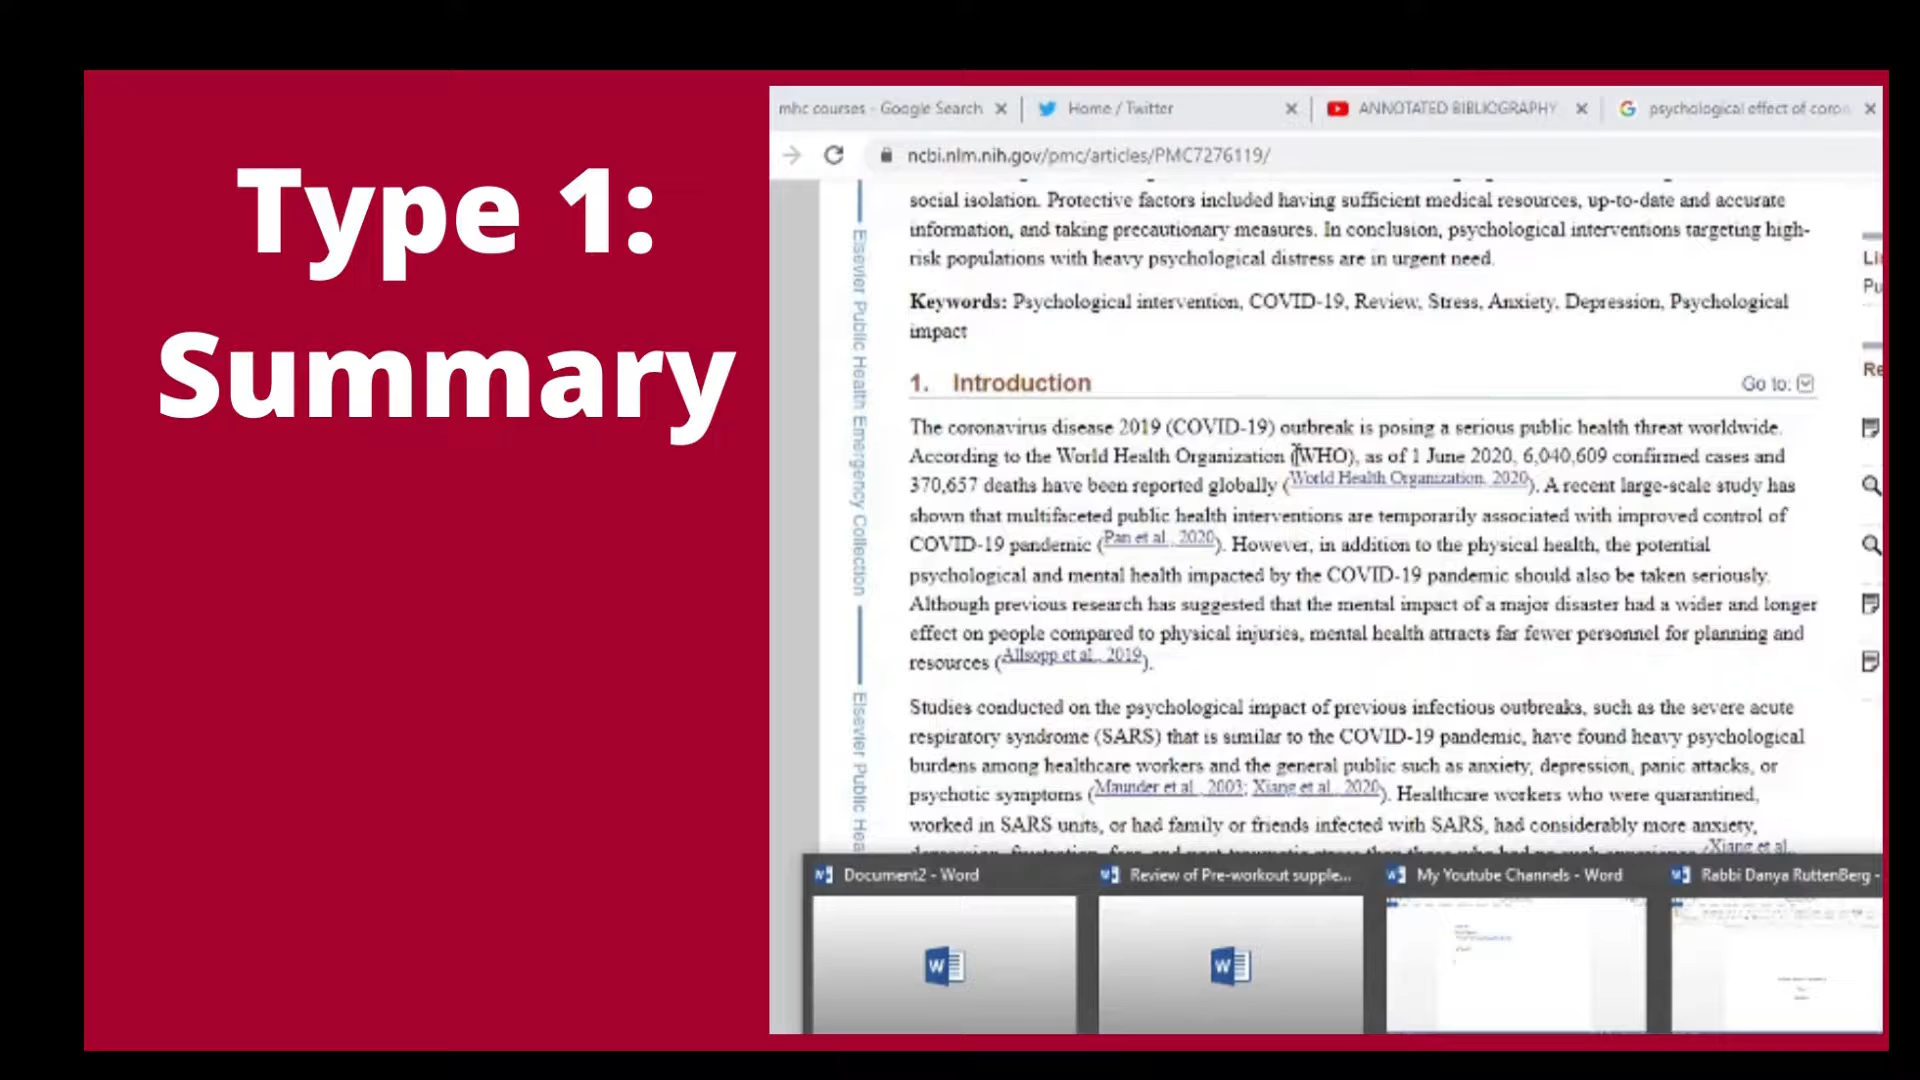 Type 1:
Summary
mhc courses - Google Search
Home / Twitter
ANNOTATED BIBLIOGRAPHY
psychological effect of coron
ncbi.nlm.nih.gov/pmc/articles/PMC7276119/
social isolation. Protective factors included having sufficient medical resources, up-to-date and accurate
information, and taking precautionary measures. In conclusion, psychological interventions targeting high-
risk populations with heavy psychological distress are in urgent need.
Keywords: Psychological intervention, COVID-19, Review, Stress, Anxiety, Depression, Psychological
impact
1. Introduction
Go to:
The coronavirus disease 2019 (COVID-19) outbreak is posing a serious public health threat worldwide.
According to the World Health Organization (WHO), as of 1 June 2020, 6,040,609 confirmed cases and
370,657 deaths have been reported globally (World Health Organization, 2020). A recent large-scale study has
shown that multifaceted public health interventions are temporarily associated with improved control of
COVID-19 pandemic (Pan et al., 2020). However, in addition to the physical health, the potential
psychological and mental health impacted by the COVID-19 pandemic should also be taken seriously.
Although previous research has suggested that the mental impact of a major disaster had a wider and longer
effect on people compared to physical injuries, mental health attracts far fewer personnel for planning and
resources (Allsopp et al., 2019).
Studies conducted on the psychological impact of previous infectious outbreaks, such as the severe acute
respiratory syndrome (SARS) that is similar to the COVID-19 pandemic, have found heavy psychological
burdens among healthcare workers and the general public such as anxiety, depression, panic attacks, or
psychotic symptoms (Maunder et al., 2003; Xiang et al., 2020). Healthcare workers who were quarantined,
worked in SARS units, or had family or friends infected with SARS, had considerably more anxiety,
Xiang et al.,
Elsevier Public Health Emergency Collection
Elsevier Public Hea
Li
Pu
Re
Document2 - Word
Review of Pre-workout supple...
My Youtube Channels - Word
Rabbi Danya RuttenBerg -